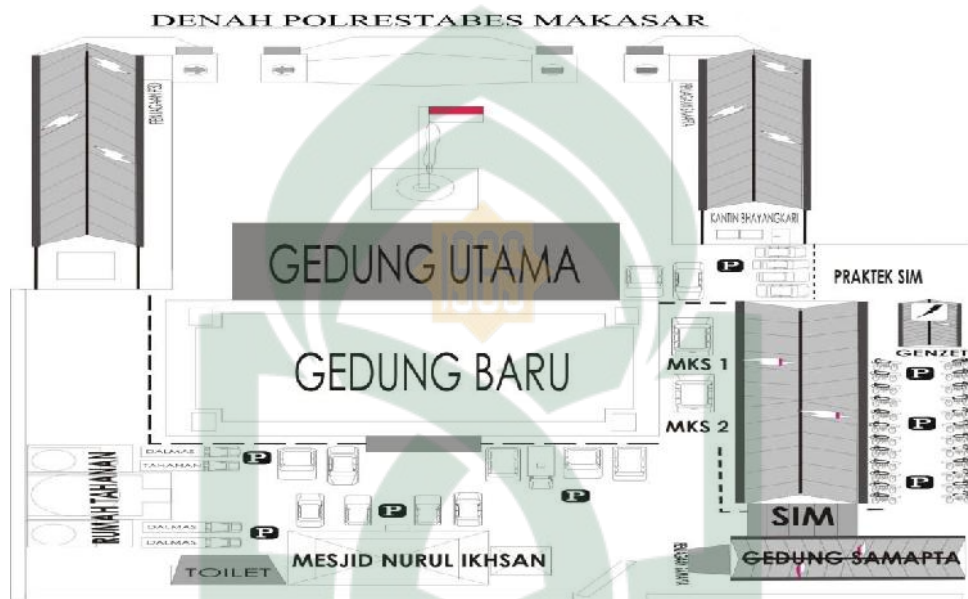 DENAH POLRESTABES MAKASAR
KANTIN BHAYANGKARI
GEDUNG UTAMA
P
PRAKTEK SIM
GEDUNG BARU
MKS 1
GENZET
P
MKS 2
P
RUMAH TAHANAN
DALMAS
TAHANAN
P
P
P
P
DALMAS
DALMAS
P
SIM
MESJID NURUL IKHSAN
GEDUNG SAMAPTA
TOILET